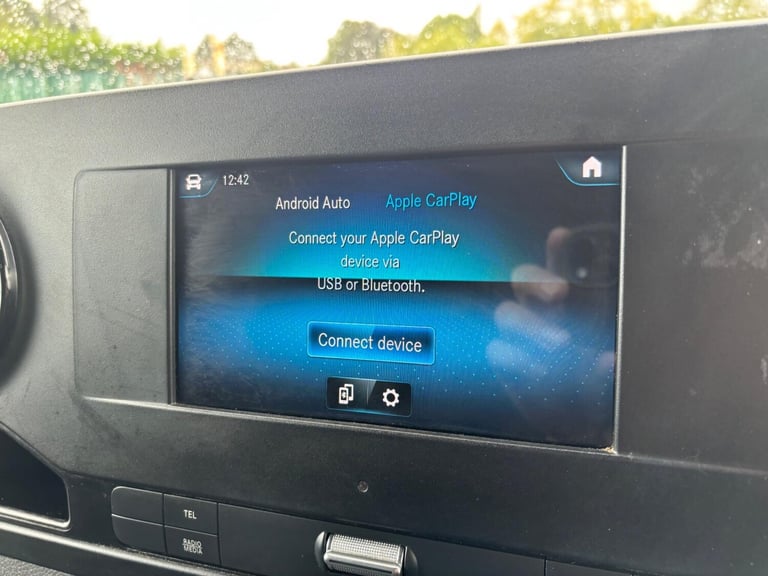 12:42
Android Auto
Apple CarPlay
Connect your Apple CarPlay
device via
USB or Bluetooth.
Connect device
TEL
RADIO
MEDIA